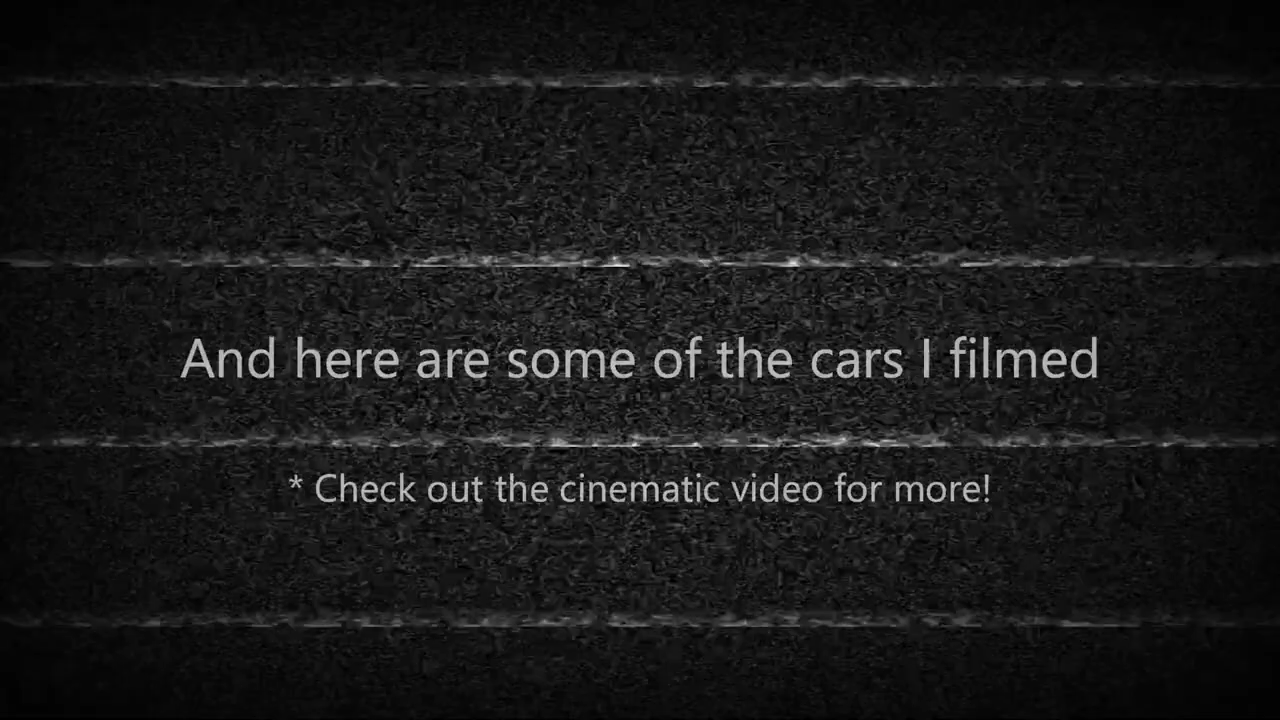 And here are some of the cars I filmed
* Check out the cinematic video for more!